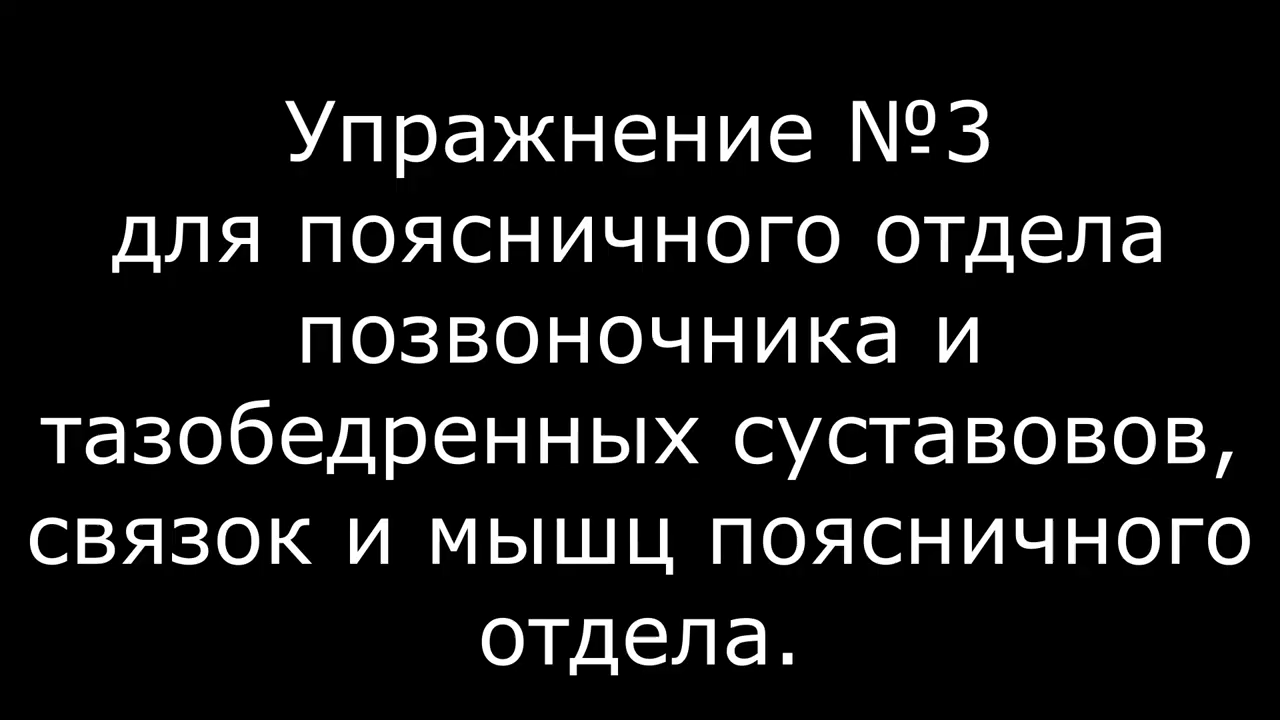 Упражнение №3
для поясничного отдела
позвоночника и
тазобедренных суставовов,
связок и мышц поясничного
отдела.